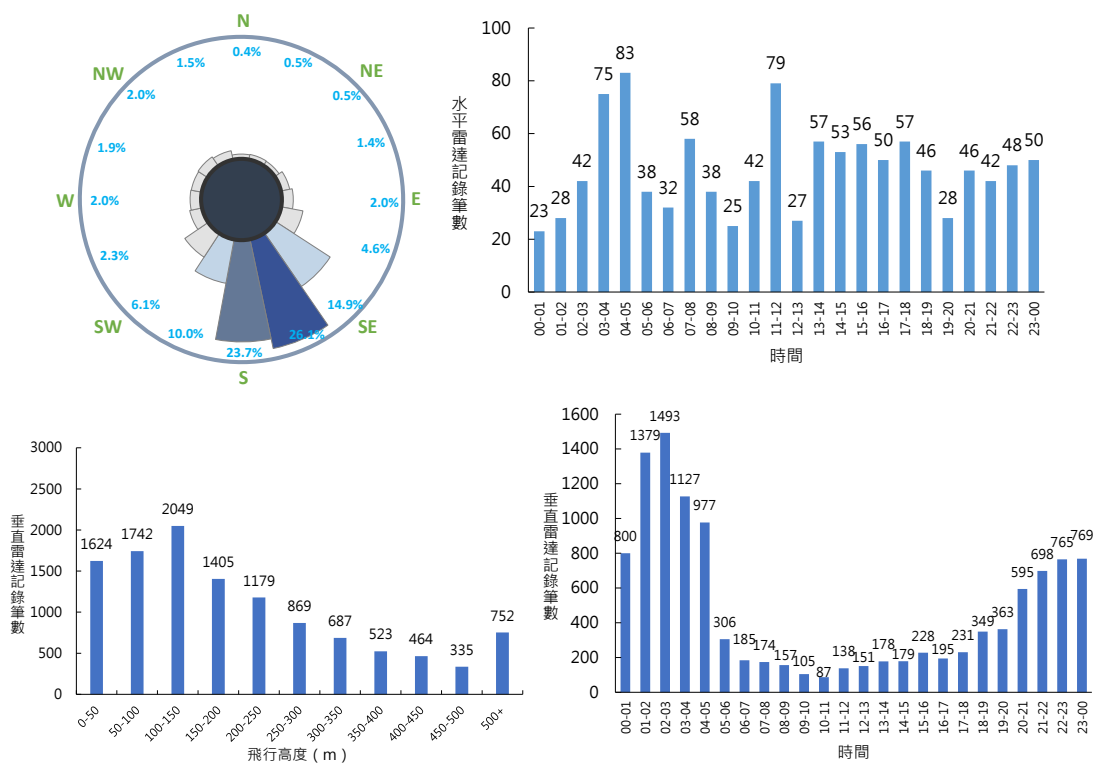 N
0.4%
0.5%
NE
0.5%
1.4%
E
2.0%
4.6%
14.9%
SE
26.1%
23.7%
S
10.0%
SW
6.1%
2.3%
W
2.0%
1.9%
NW
2.0%
1.5%
水平雷達記錄筆數
100
80
60
40
20
0
23 28 42 75 83 38 32 58 38 25 42 79 27 57 53 56 50 57 46 28 46 42 48 50
00-01 01-02 02-03 03-04 04-05 05-06 06-07 07-08 08-09 09-10 10-11 11-12 12-13 13-14 14-15 15-16 16-17 17-18 18-19 19-20 20-21 21-22 22-23 23-00
時間
垂直雷達記錄筆數
3000
2500
2000
1500
1000
500
0
1624 1742 2049 1405 1179 869 687 523 464 335 752
0-50 50-100 100-150 150-200 200-250 250-300 300-350 350-400 400-450 450-500 500+
飛行高度 ( m )
垂直雷達記錄筆數
1600
1400
1200
1000
800
600
400
200
0
800 1379 1493 1127 977 306 185 174 157 105 87 138 151 178 179 228 195 231 349 363 595 698 765 769
00-01 01-02 02-03 03-04 04-05 05-06 06-07 07-08 08-09 09-10 10-11 11-12 12-13 13-14 14-15 15-16 16-17 17-18 18-19 19-20 20-21 21-22 22-23 23-00
時間